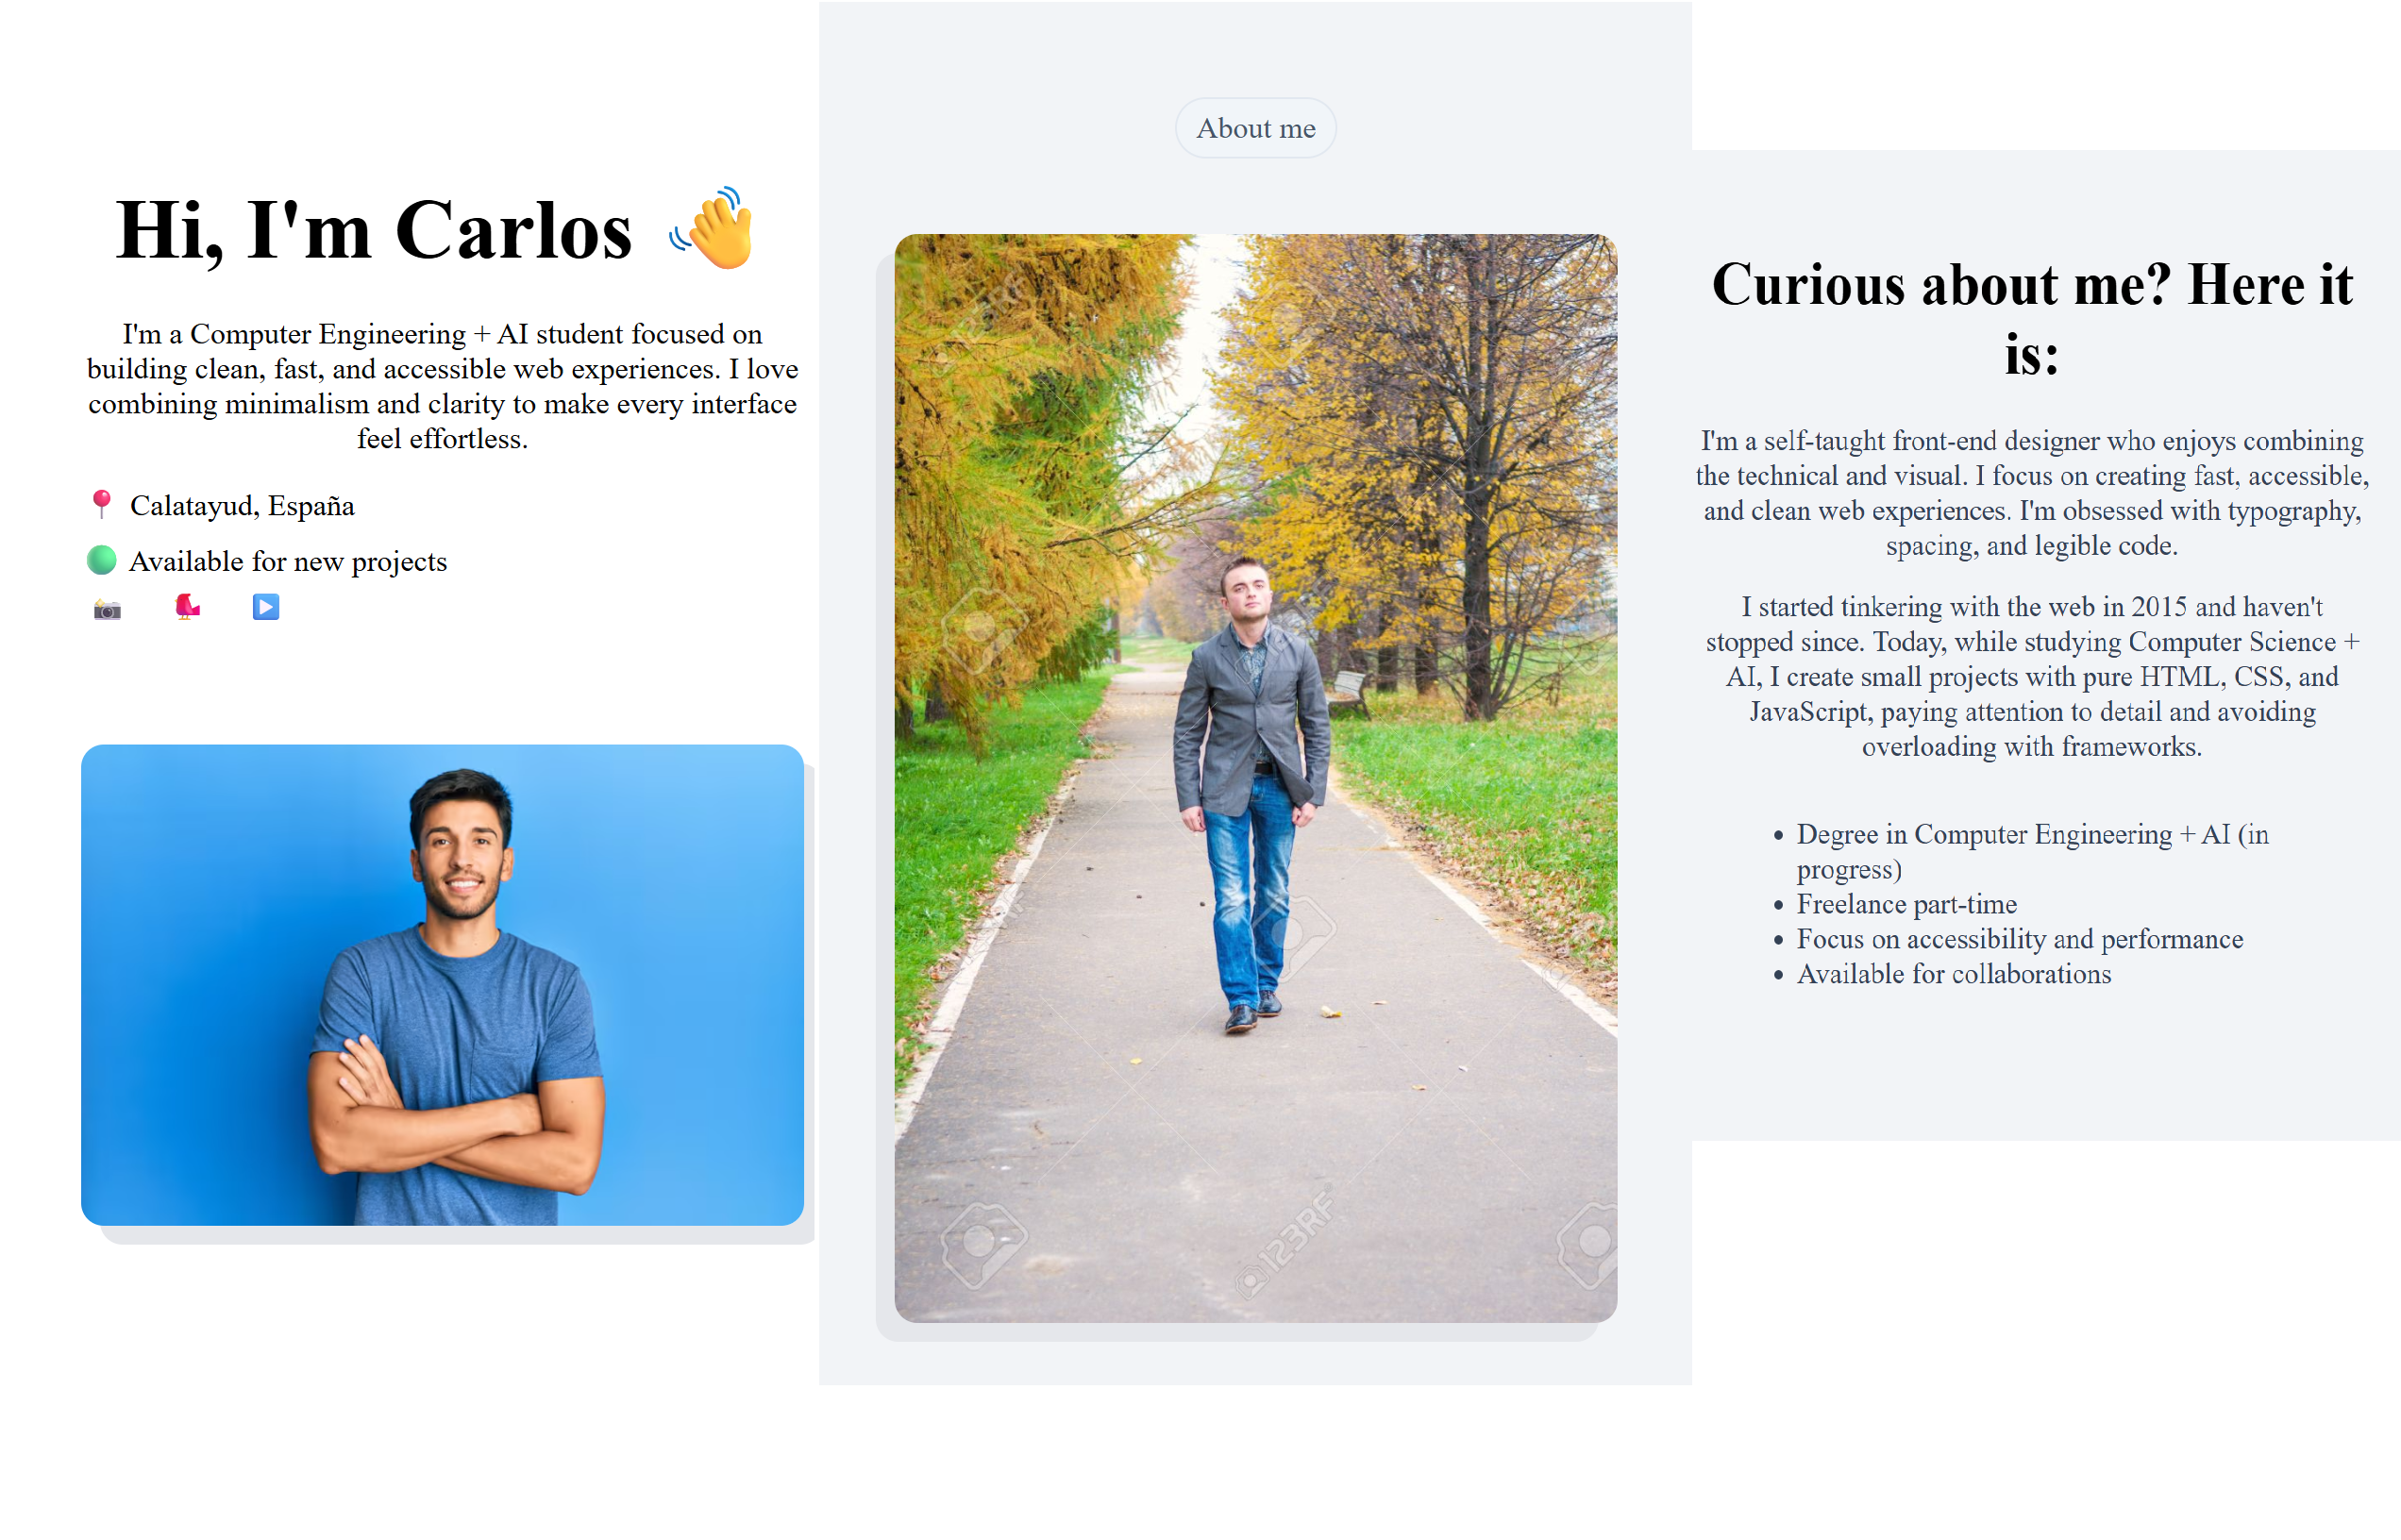 Hi, I'm Carlos 👋
I'm a Computer Engineering + AI student focused on
building clean, fast, and accessible web experiences. I love
combining minimalism and clarity to make every interface
feel effortless.
📍 Calatayud, España
🟢 Available for new projects
About me
123RF
123RF
123RF
Curious about me? Here it
is:
I'm a self-taught front-end designer who enjoys combining
the technical and visual. I focus on creating fast, accessible,
and clean web experiences. I'm obsessed with typography,
spacing, and legible code.
I started tinkering with the web in 2015 and haven't
stopped since. Today, while studying Computer Science +
AI, I create small projects with pure HTML, CSS, and
JavaScript, paying attention to detail and avoiding
overloading with frameworks.
• Degree in Computer Engineering + AI (in
progress)
• Freelance part-time
• Focus on accessibility and performance
• Available for collaborations